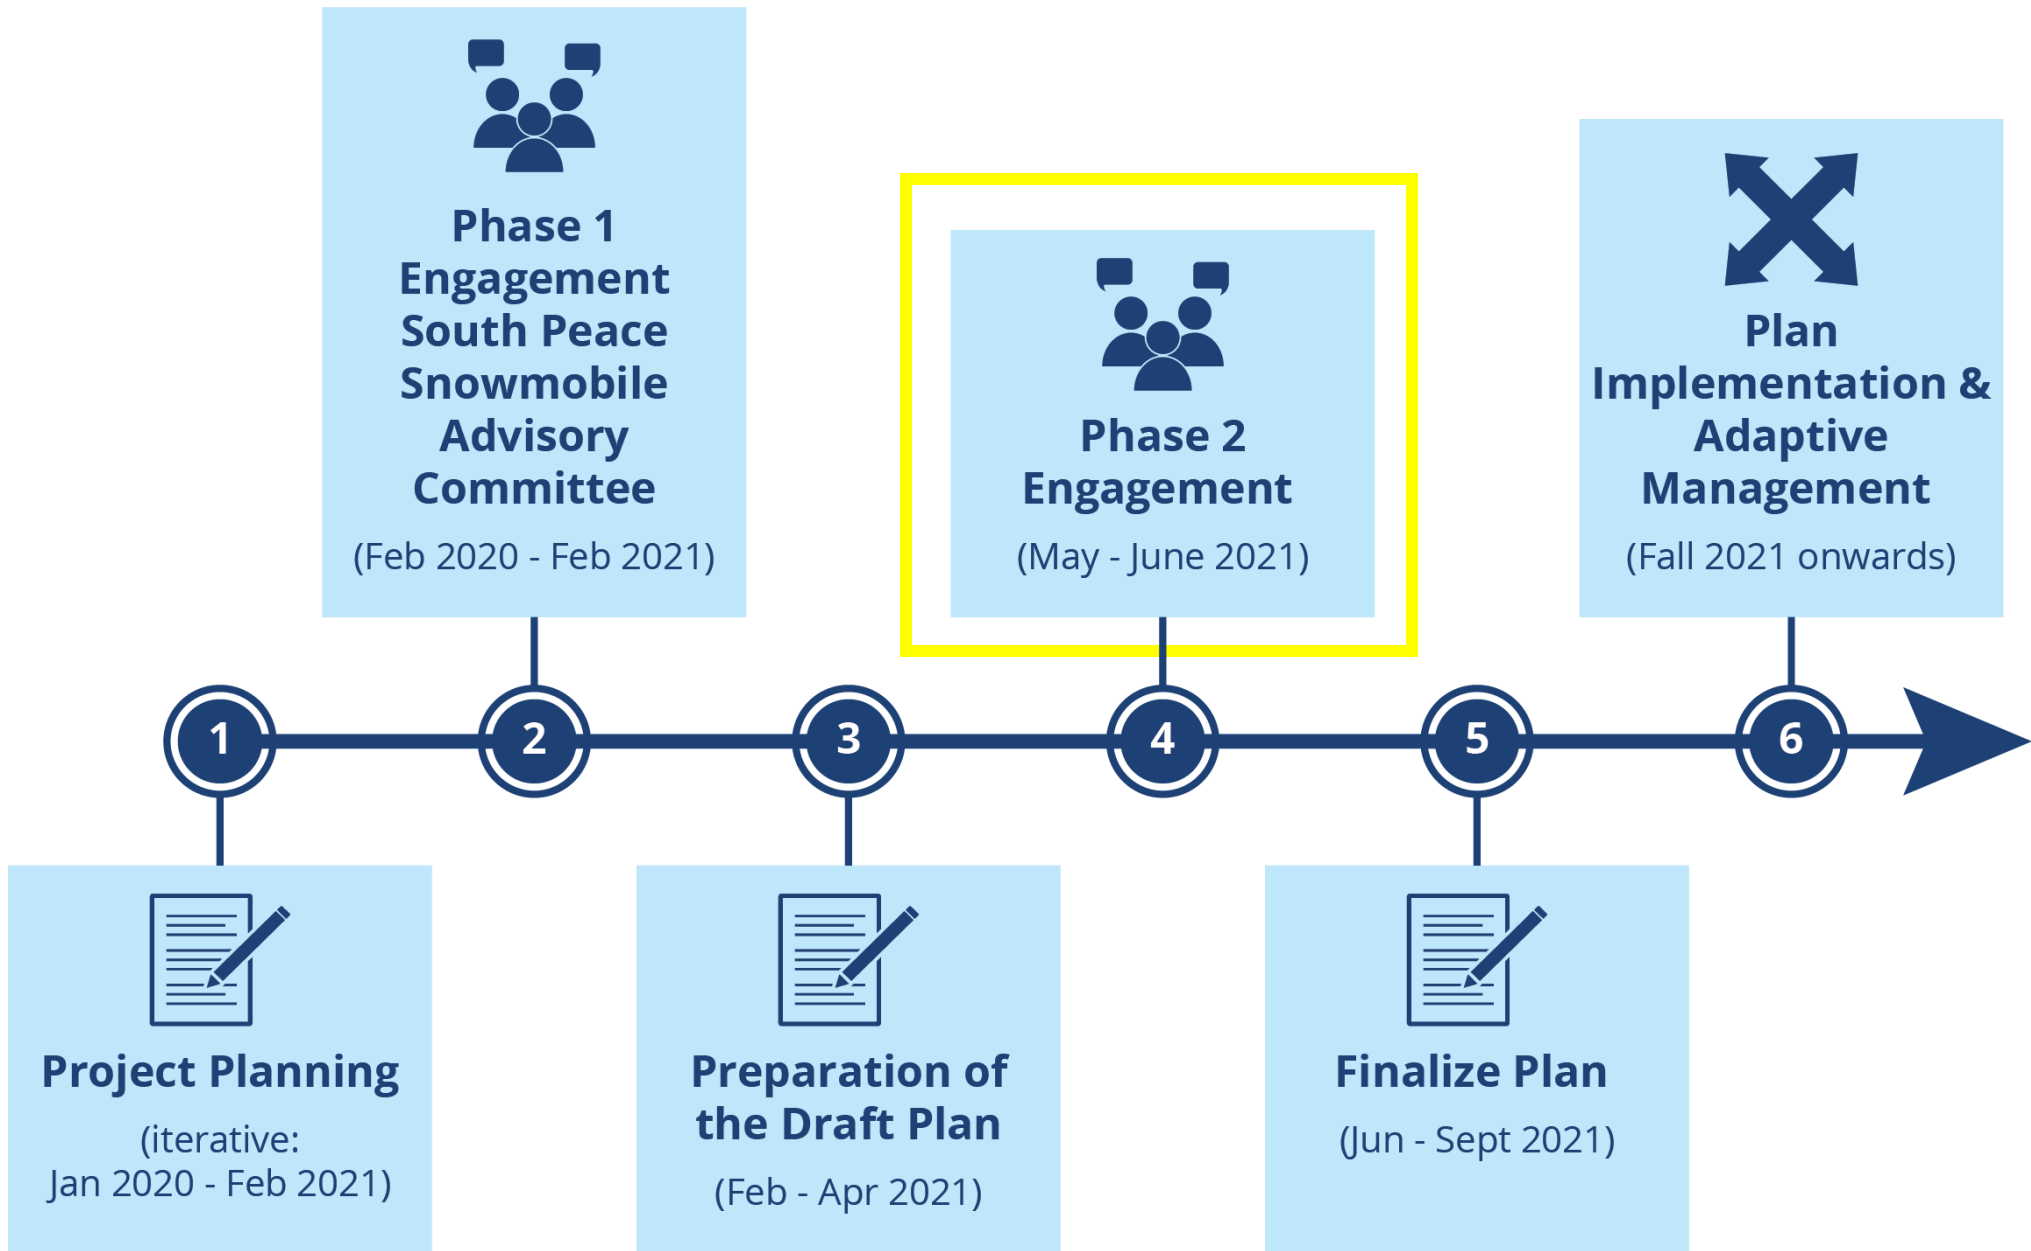 Phase 1
Engagement
South Peace
Snowmobile
Advisory
Committee
(Feb 2020 - Feb 2021)
Phase 2
Engagement
(May - June 2021)
Plan
Implementation &
Adaptive
Management
(Fall 2021 onwards)
1
2
3
4
5
6
Project Planning
(iterative:
Jan 2020 - Feb 2021)
Preparation of
the Draft Plan
(Feb - Apr 2021)
Finalize Plan
(Jun - Sept 2021)